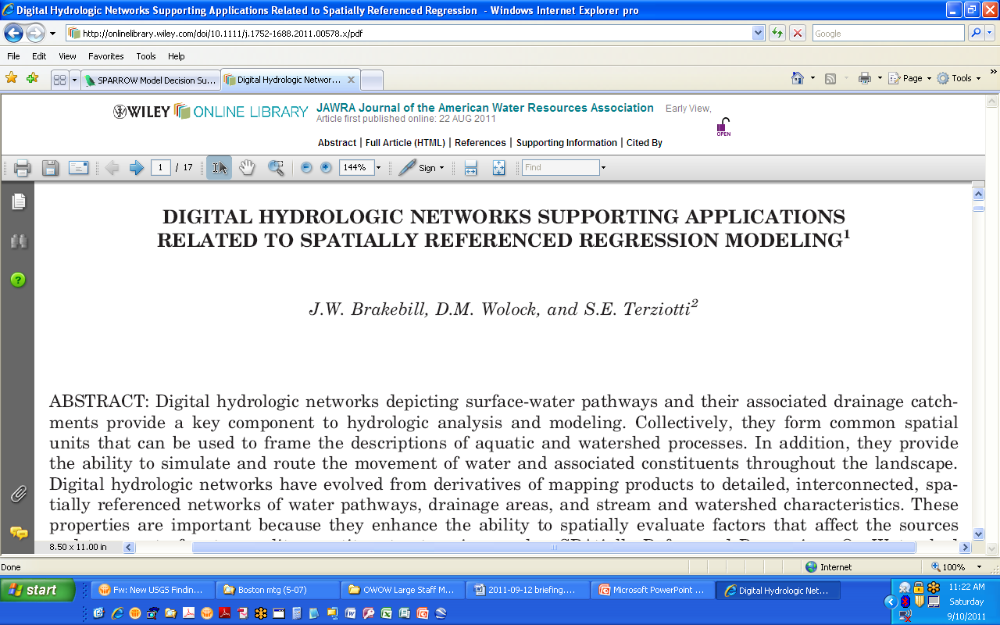 Digital Hydrologic Networks Supporting Applications Related to Spatially Referenced Regression - Windows Internet Explorer pro
http://onlinelibrary.wiley.com/doi/10.1111/j.1752-1688.2011.00578.x/pdf
Google
File Edit View Favorites Tools Help
SPARROW Model Decision Su...
Digital Hydrologic Networ...
Page Tools
WILEY ONLINE LIBRARY
JAWRA Journal of the American Water Resources Association Early View,
Article first published online: 22 AUG 2011
OPEN
Abstract | Full Article (HTML) | References | Supporting Information | Cited By
1 / 17 144% Sign Find
DIGITAL HYDROLOGIC NETWORKS SUPPORTING APPLICATIONS
RELATED TO SPATIALLY REFERENCED REGRESSION MODELING¹
J.W. Brakebill, D.M. Wolock, and S.E. Terziotti²
ABSTRACT: Digital hydrologic networks depicting surface-water pathways and their associated drainage catch-
ments provide a key component to hydrologic analysis and modeling. Collectively, they form common spatial
units that can be used to frame the descriptions of aquatic and watershed processes. In addition, they provide
the ability to simulate and route the movement of water and associated constituents throughout the landscape.
Digital hydrologic networks have evolved from derivatives of mapping products to detailed, interconnected, spa-
tially referenced networks of water pathways, drainage areas, and stream and watershed characteristics. These
properties are important because they enhance the ability to spatially evaluate factors that affect the sources
8.50 x 11.00 in
Done Internet 100%
start
Fw: New USGS Findin...
Boston mtg (5-07)
OWOW Large Staff M...
2011-09-12 briefing....
Microsoft PowerPoint ...
Digital Hydrologic Net...
11:22 AM
Saturday
9/10/2011